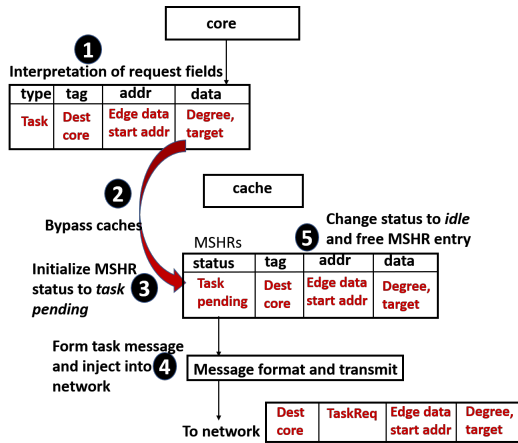 core
1
Interpretation of request fields
type tag addr data
Task Dest core Edge data start addr Degree, target
2
Bypass caches
cache
5
Change status to idle and free MSHR entry
MSHRs
status tag addr data
Task pending Dest core Edge data start addr Degree, target
Initialize MSHR
status to task
pending
3
Form task message
and inject into
network
4
Message format and transmit
To network
Dest core TaskReq Edge data start addr Degree, target